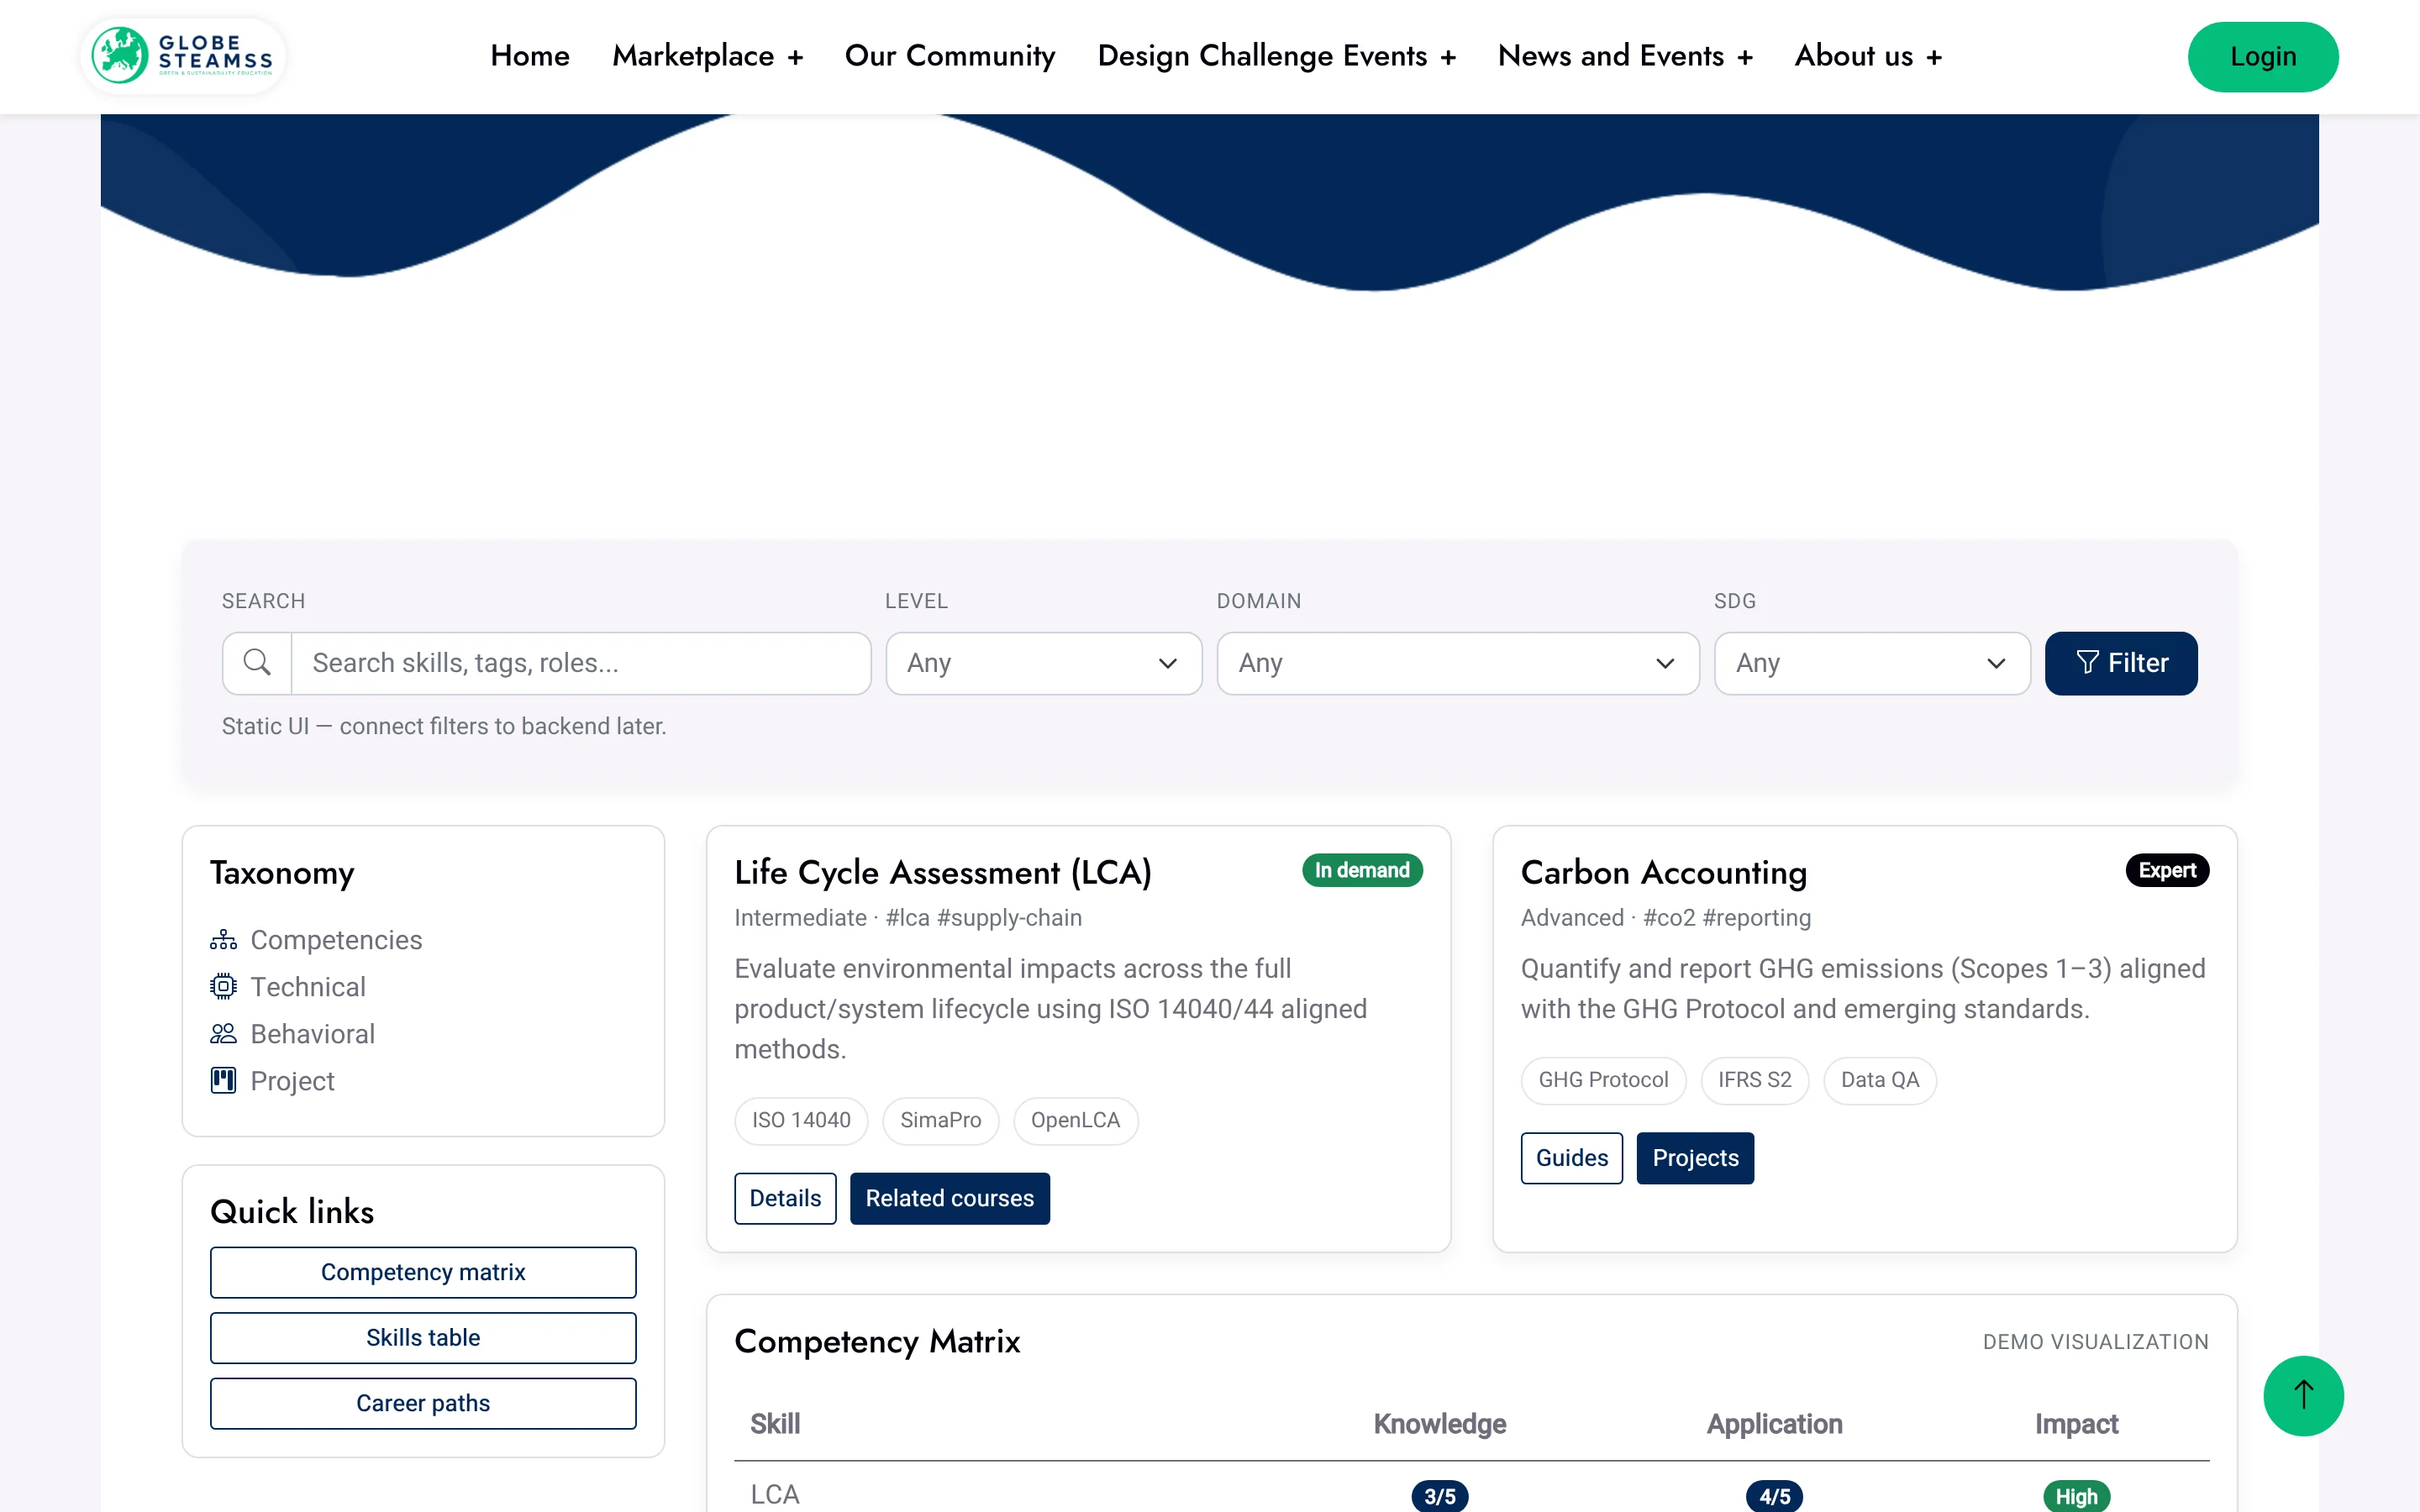 GLOBE
STEAMSS
GREEN & SUSTAINABILITY EDUCATION
Home
Marketplace +
Our Community
Design Challenge Events +
News and Events +
About us +
Login
SEARCH
LEVEL
DOMAIN
SDG
Search skills, tags, roles...
Any
Any
Any
Filter
Static UI — connect filters to backend later.
Taxonomy
Competencies
Technical
Behavioral
Project
Quick links
Competency matrix
Skills table
Career paths
Life Cycle Assessment (LCA)
In demand
Intermediate · #lca #supply-chain
Evaluate environmental impacts across the full
product/system lifecycle using ISO 14040/44 aligned
methods.
ISO 14040
SimaPro
OpenLCA
Details
Related courses
Carbon Accounting
Expert
Advanced · #co2 #reporting
Quantify and report GHG emissions (Scopes 1–3) aligned
with the GHG Protocol and emerging standards.
GHG Protocol
IFRS S2
Data QA
Guides
Projects
Competency Matrix
DEMO VISUALIZATION
Skill
Knowledge
Application
Impact
LCA
3/5
4/5
High